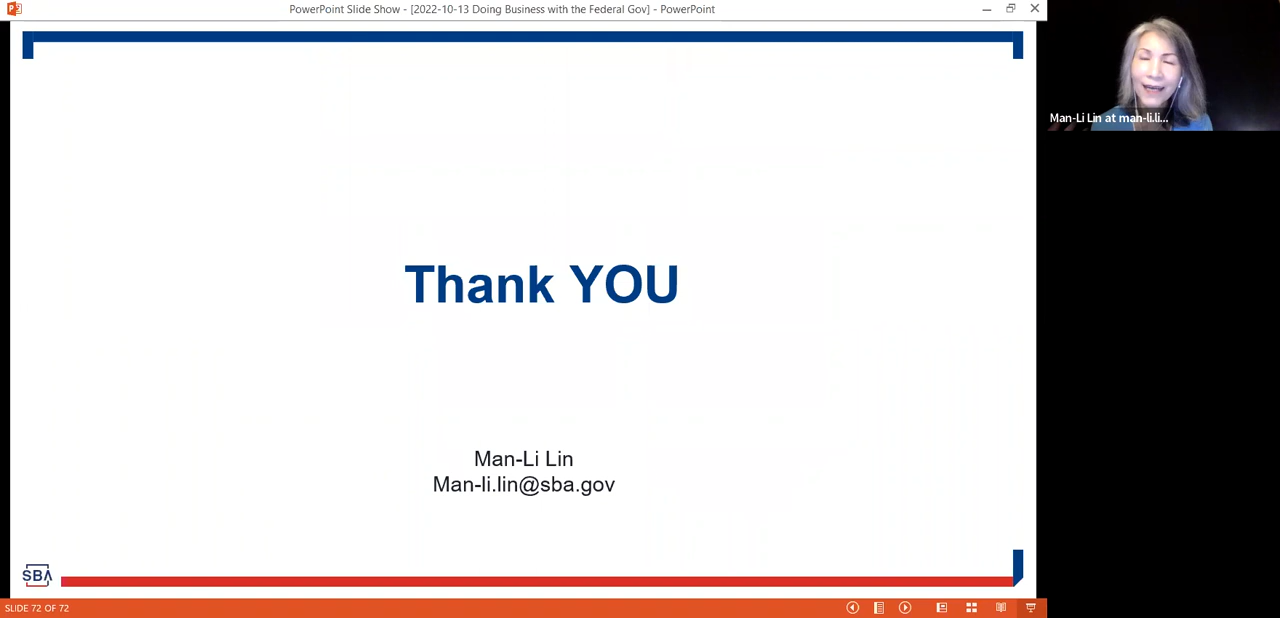 PowerPoint Slide Show - [2022-10-13 Doing Business with the Federal Gov] - PowerPoint
Man-Li Lin at man-li.li...
Thank YOU
Man-Li Lin
Man-li.lin@sba.gov
SBA
SLIDE 72 OF 72